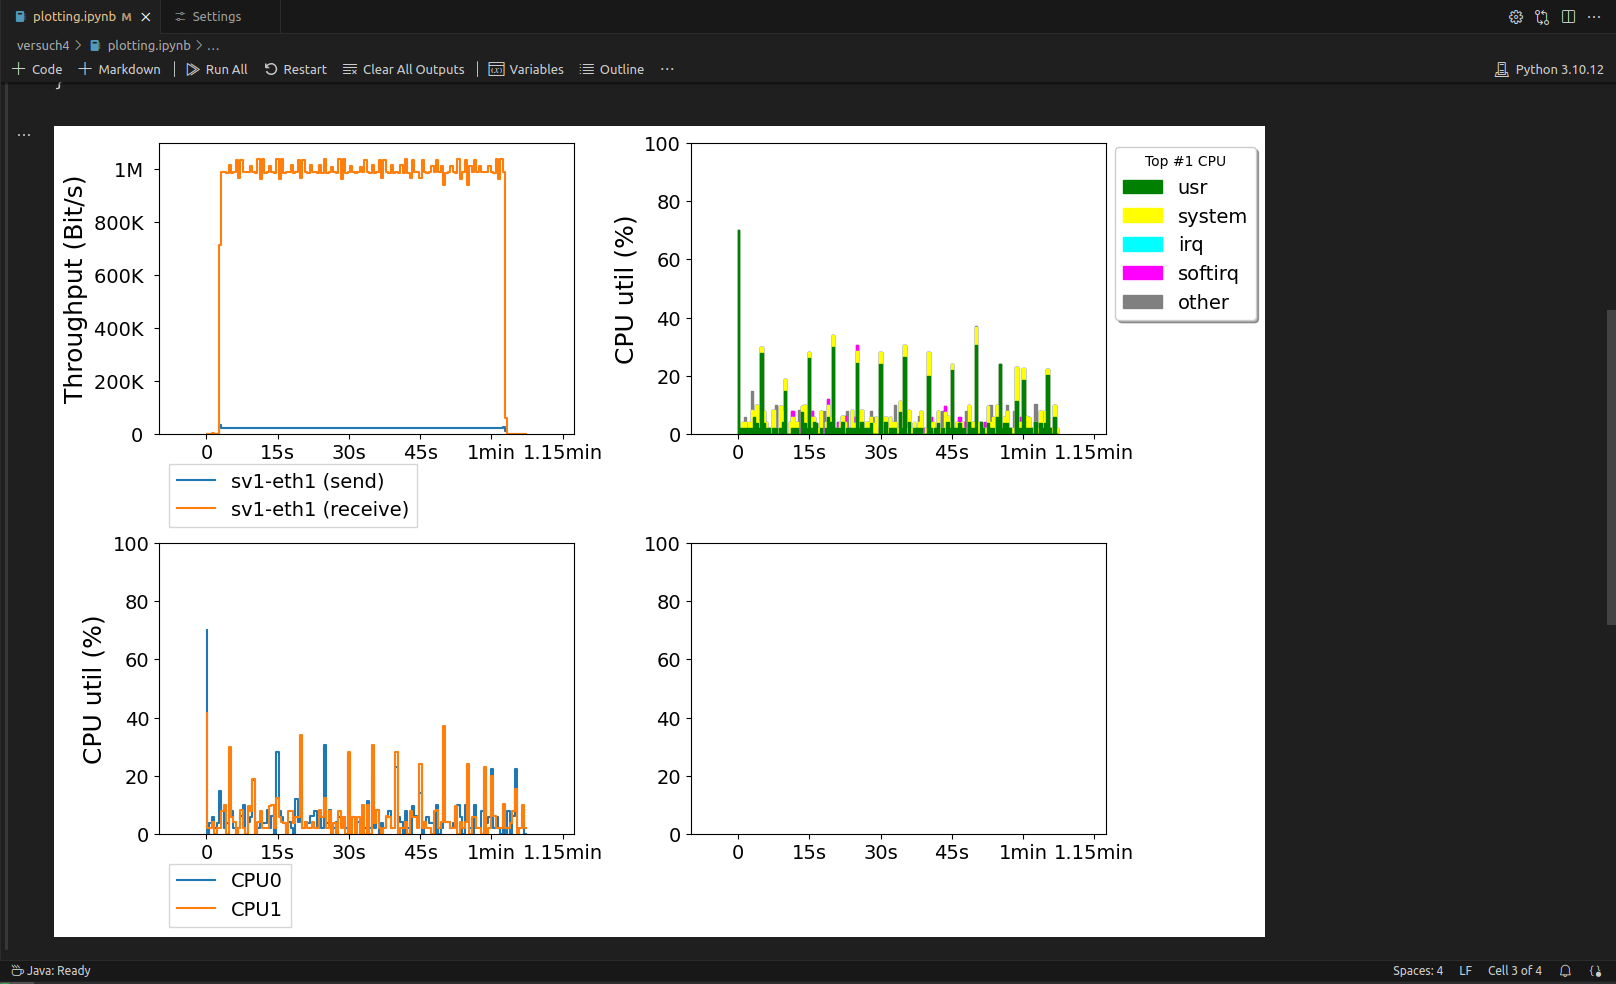 plotting.ipynb M
Settings
versuch4 > plotting.ipynb > ...
Code
Markdown
Run All
Restart
Clear All Outputs
Variables
Outline
...
Python 3.10.12
}
...
Throughput (Bit/s)
1M
800K
600K
400K
200K
0
0 15s 30s 45s 1min 1.15min
sv1-eth1 (send)
sv1-eth1 (receive)
CPU util (%)
100
80
60
40
20
0
0 15s 30s 45s 1min 1.15min
Top #1 CPU
usr
system
irq
softirq
other
CPU util (%)
100
80
60
40
20
0
0 15s 30s 45s 1min 1.15min
CPU0
CPU1
100
80
60
40
20
0
0 15s 30s 45s 1min 1.15min
Java: Ready
Spaces: 4
LF
Cell 3 of 4